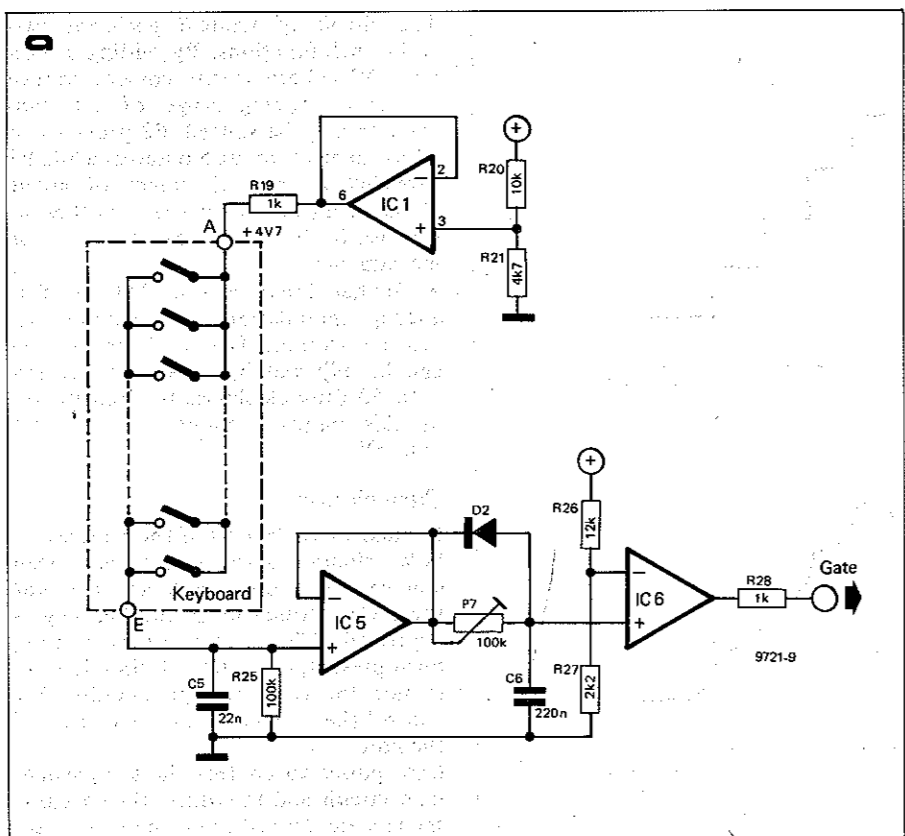 a
R19
1k
6
2
−
IC 1
+
3
+
R20
10k
R21
4k7
A
+ 4V7
Keyboard
E
C5
22n
R25
100k
−
IC 5
+
D2
P7
100k
C6
220n
+
R26
12k
R27
2k2
−
IC 6
+
R28
1k
Gate
9721-9